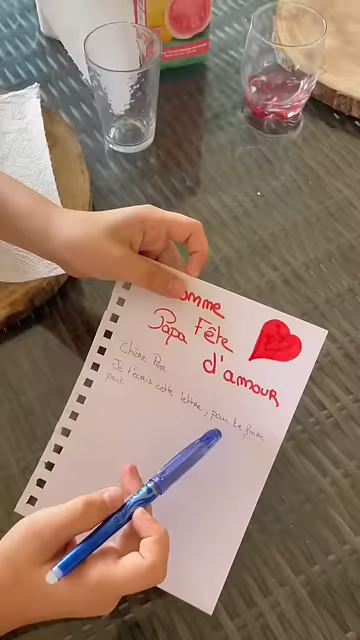 omme
Fête
Papa
d'amour
Chère Papa
Je t'écris cette lettre, pour te faire
part